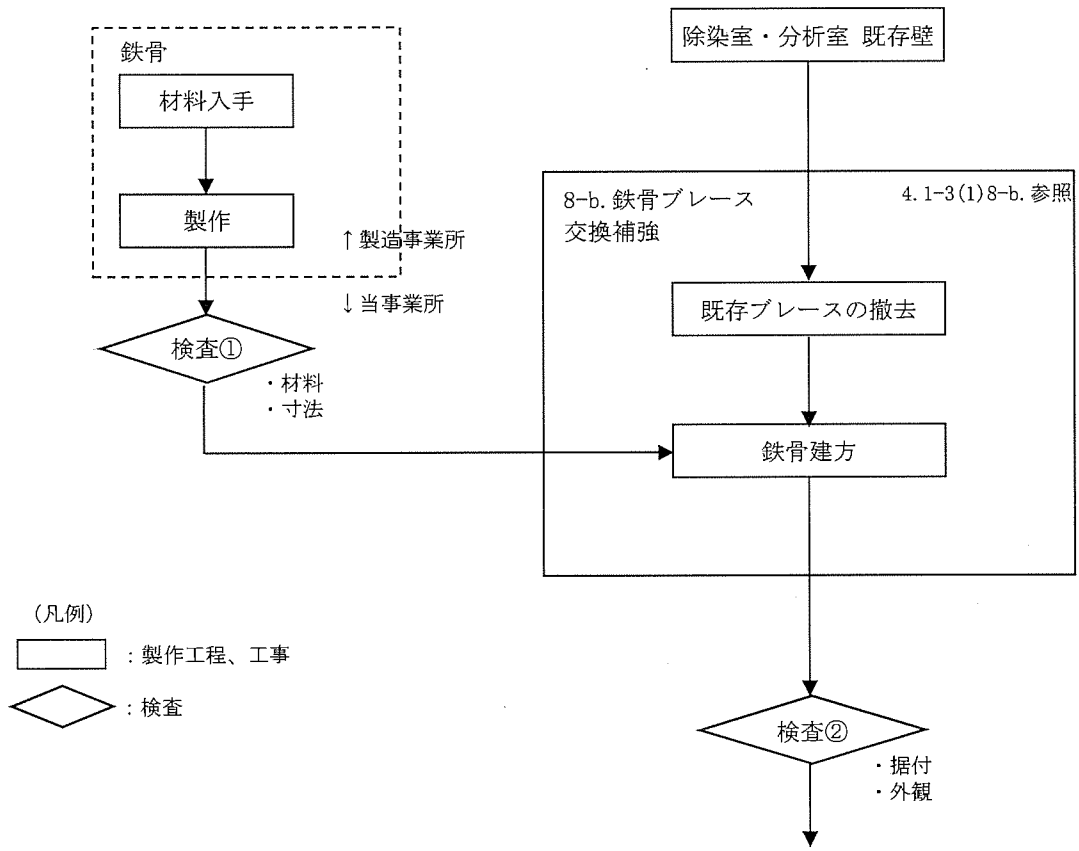 除染室・分析室 既存壁
鉄骨
材料入手
製作
↑製造事業所
↓当事業所
検査①
・材料
・寸法
8-b.鉄骨ブレース
交換補強
4.1-3(1)8-b.参照
既存ブレースの撤去
鉄骨建方
(凡例)
：製作工程、工事
：検査
検査②
・据付
・外観